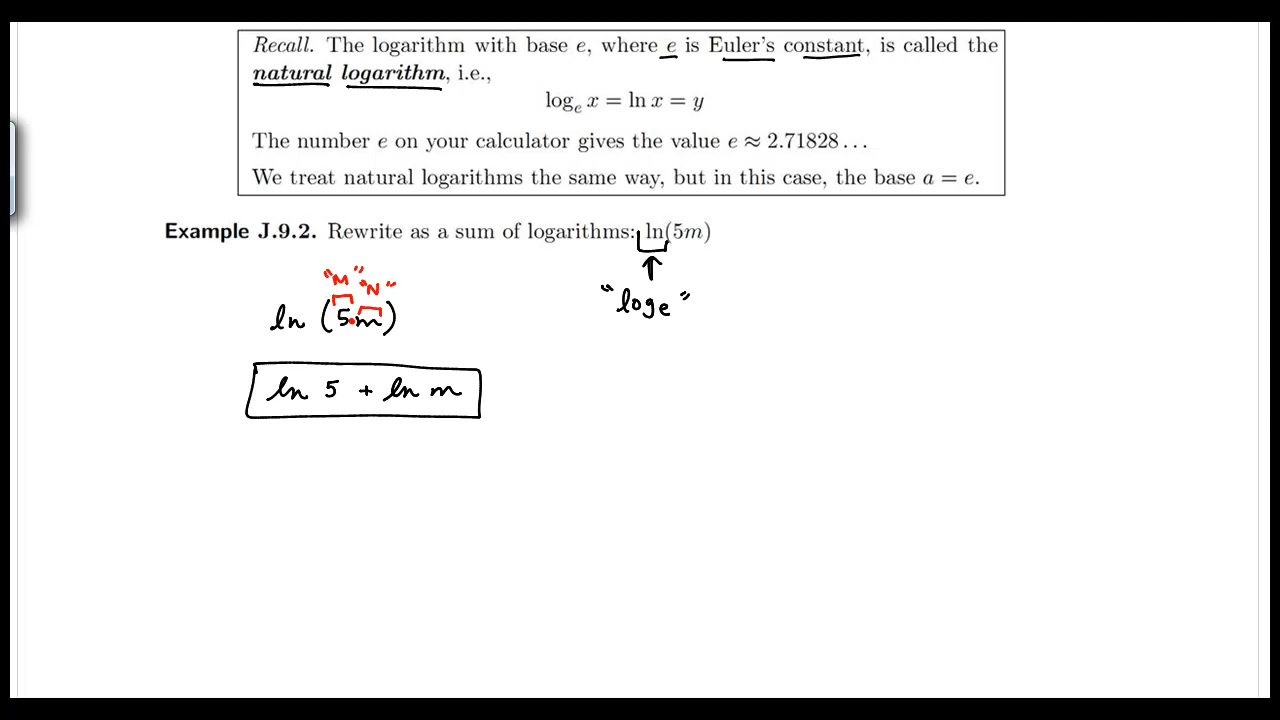 Recall. The logarithm with base e, where e is Euler's constant, is called the
natural logarithm, i.e.,
logₑ x = ln x = y
The number e on your calculator gives the value e ≈ 2.71828...
We treat natural logarithms the same way, but in this case, the base a = e.
Example J.9.2. Rewrite as a sum of logarithms: ln(5m)
"M" "N"
ln (5·m)
"logₑ"
ln 5 + ln m